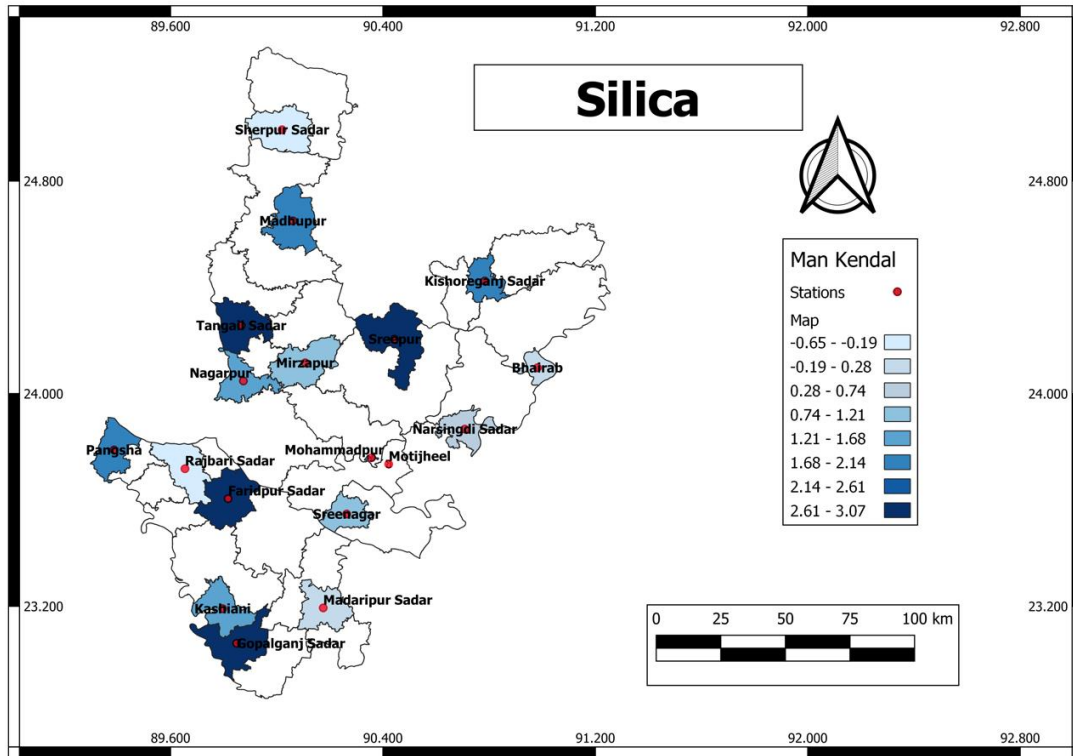 89.600 90.400 91.200 92.000 92.800
Silica
Sherpur Sadar
24.800 24.800
Madhupur
Man Kendal
Kishoreganj Sadar
Stations
Map
Tangail Sadar
Sreepur
-0.65 - -0.19
Mirzapur
Bhairab
-0.19 - 0.28
Nagarpur
0.28 - 0.74
24.000 24.000
0.74 - 1.21
Narsingdi Sadar
1.21 - 1.68
Pangsha
Mohammadpur
Motijheel
Rajbari Sadar
1.68 - 2.14
2.14 - 2.61
Faridpur Sadar
2.61 - 3.07
Sreenagar
Madaripur Sadar
Kashiani
23.200 23.200
0 25 50 75 100 km
Gopalganj Sadar
89.600 90.400 91.200 92.000 92.800